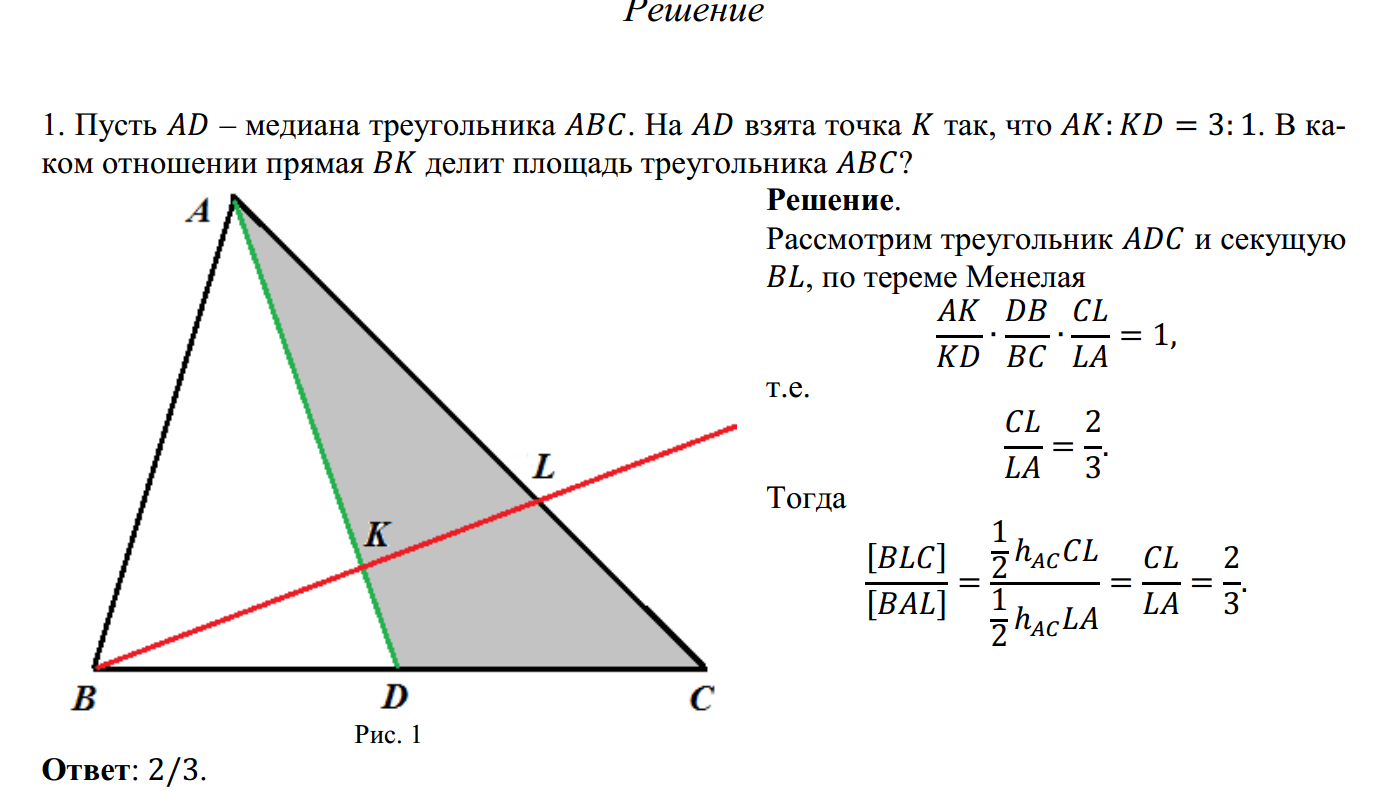 Решение
1. Пусть AD – медиана треугольника ABC. На AD взята точка K так, что AK: KD = 3: 1. В ка-
ком отношении прямая BK делит площадь треугольника ABC?
A
L
K
B
D
C
Рис. 1
Решение.
Рассмотрим треугольник ADC и секущую
BL, по тереме Менелая
AK/KD · DB/BC · CL/LA = 1,
т.е.
CL/LA = 2/3.
Тогда
[BLC]/[BAL] = (1/2 h_AC CL)/(1/2 h_AC LA) = CL/LA = 2/3.
Ответ: 2/3.